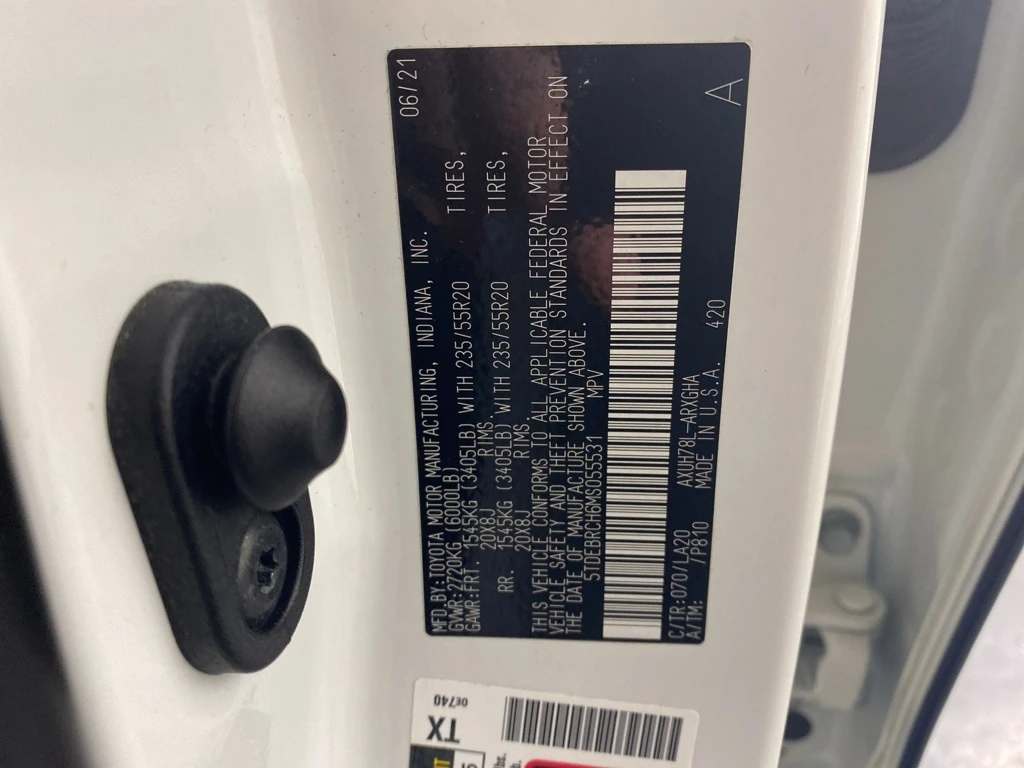 MFD.BY:TOYOTA MOTOR MANUFACTURING, INDIANA, INC. 06/21
GVWR:2720KG (6000LB)
GAWR:FRT. 1545KG (3405LB) WITH 235/55R20 TIRES,
20X8J RIMS.
RR. 1545KG (3405LB) WITH 235/55R20 TIRES,
20X8J RIMS.
THIS VEHICLE CONFORMS TO ALL APPLICABLE FEDERAL MOTOR
VEHICLE SAFETY AND THEFT PREVENTION STANDARDS IN EFFECT ON
THE DATE OF MANUFACTURE SHOWN ABOVE.
5TDEBRCH6MS055531 MPV
C/TR:070/LA20 AXUH78L-ARXGHA
A/TM: /P810 MADE IN U.S.A. 420
A
TX
0E740